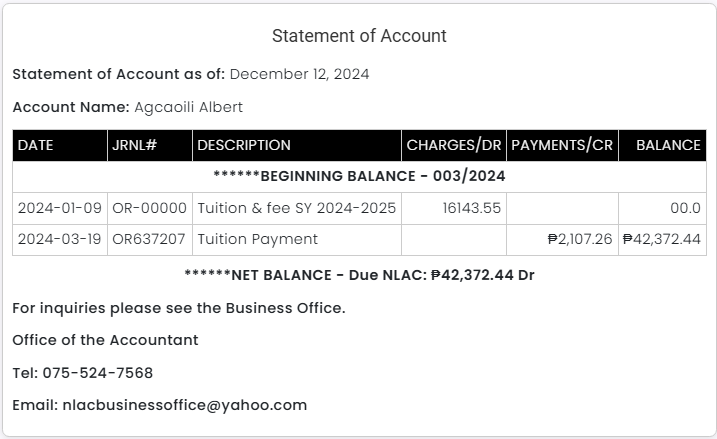 Statement of Account
Statement of Account as of: December 12, 2024
Account Name: Agcaoili Albert
DATE JRNL# DESCRIPTION CHARGES/DR PAYMENTS/CR BALANCE
******BEGINNING BALANCE - 003/2024
2024-01-09 OR-00000 Tuition & fee SY 2024-2025 16143.55 00.0
2024-03-19 OR637207 Tuition Payment ₱2,107.26 ₱42,372.44
******NET BALANCE - Due NLAC: ₱42,372.44 Dr
For inquiries please see the Business Office.
Office of the Accountant
Tel: 075-524-7568
Email: nlacbusinessoffice@yahoo.com